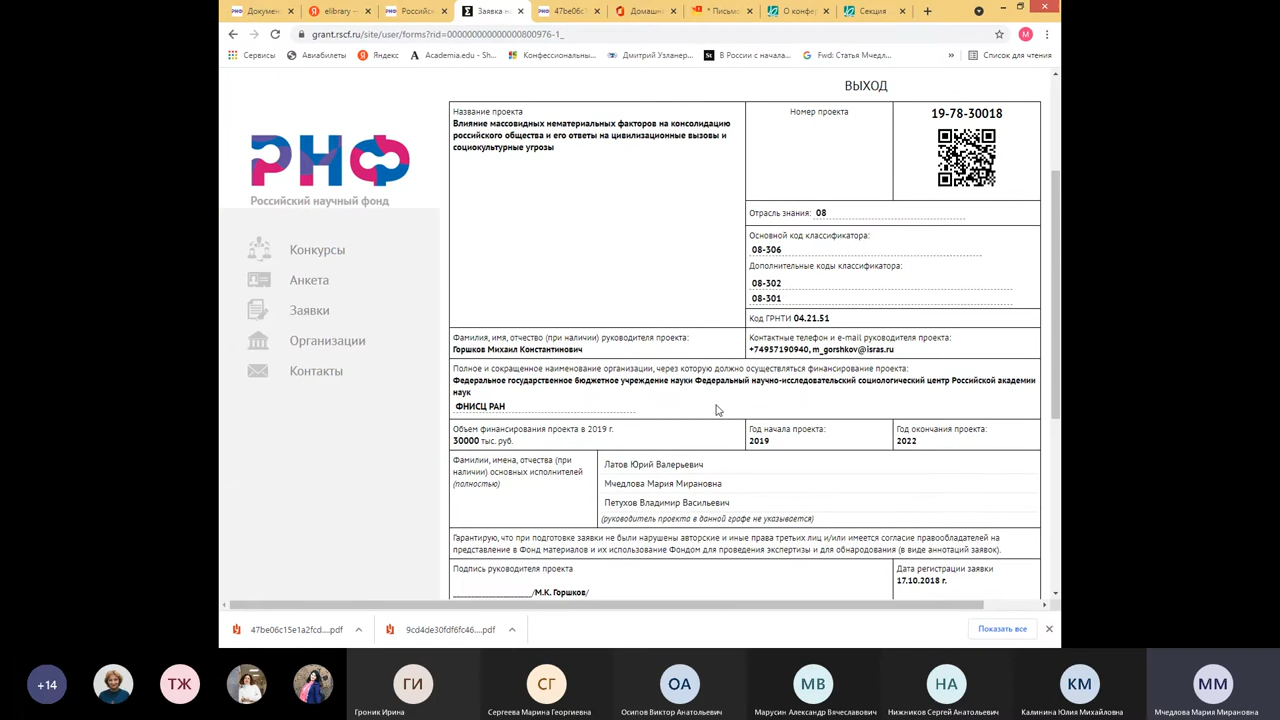 Докумен
elibrary –
Российск
Заявка на
47be06c1
Домашн
* Письмо
О конфер
Секция
grant.rscf.ru/site/user/forms?rid=00000000000000800976-1_
M
Сервисы
Авиабилеты
Яндекс
Academia.edu - Sh...
Конфессиональны...
Дмитрий Узланер...
В России с начала...
Fwd: Статья Мчедл...
»
Список для чтения
ВЫХОД
РНФ
Российский научный фонд
Конкурсы
Анкета
Заявки
Организации
Контакты
Название проекта
Влияние массовидных нематериальных факторов на консолидацию
российского общества и его ответы на цивилизационные вызовы и
социокультурные угрозы
Номер проекта
19-78-30018
Отрасль знания: 08
Основной код классификатора:
08-306
Дополнительные коды классификатора:
08-302
08-301
Код ГРНТИ 04.21.51
Фамилия, имя, отчество (при наличии) руководителя проекта:
Горшков Михаил Константинович
Контактные телефон и e-mail руководителя проекта:
+74957190940, m_gorshkov@isras.ru
Полное и сокращенное наименование организации, через которую должно осуществляться финансирование проекта:
Федеральное государственное бюджетное учреждение науки Федеральный научно-исследовательский социологический центр Российской академии
наук
ФНИСЦ РАН
Объем финансирования проекта в 2019 г.
30000 тыс. руб.
Год начала проекта:
2019
Год окончания проекта:
2022
Фамилии, имена, отчества (при
наличии) основных исполнителей
(полностью)
Латов Юрий Валерьевич
Мчедлова Мария Мирановна
Петухов Владимир Васильевич
(руководитель проекта в данной графе не указывается)
Гарантирую, что при подготовке заявки не были нарушены авторские и иные права третьих лиц и/или имеется согласие правообладателей на
представление в Фонд материалов и их использование Фондом для проведения экспертизы и для обнародования (в виде аннотаций заявок).
Подпись руководителя проекта
______________/М.К. Горшков/
Дата регистрации заявки
17.10.2018 г.
47be06c15e1a2fcd....pdf
9cd4de30fdf6fc46....pdf
Показать все
+14
ТЖ
ГИ
Гроник Ирина
СГ
Сергеева Марина Георгиевна
ОА
Осипов Виктор Анатольевич
МВ
Марусин Александр Вячеславович
НА
Нижников Сергей Анатольевич
КМ
Калинина Юлия Михайловна
ММ
Мчедлова Мария Мирановна